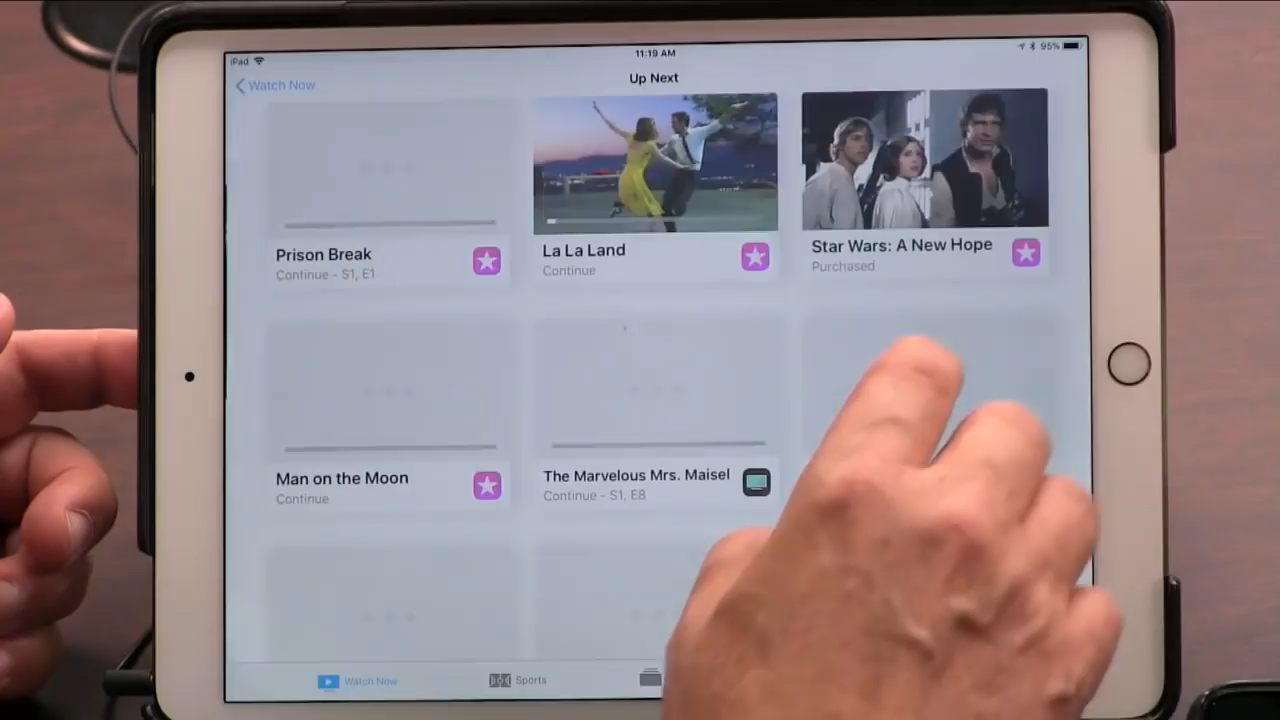 iPad 11:19 AM 95%
Watch Now Up Next
Prison Break
Continue - S1, E1
La La Land
Continue
Star Wars: A New Hope
Purchased
Man on the Moon
Continue
The Marvelous Mrs. Maisel
Continue - S1, E8
Watch Now Sports